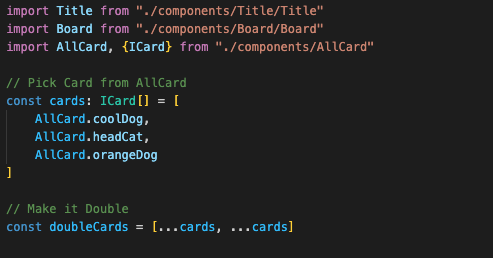 import Title from "./components/Title/Title"
import Board from "./components/Board/Board"
import AllCard, {ICard} from "./components/AllCard"

// Pick Card from AllCard
const cards: ICard[] = [
    AllCard.coolDog,
    AllCard.headCat,
    AllCard.orangeDog
]

// Make it Double
const doubleCards = [...cards, ...cards]